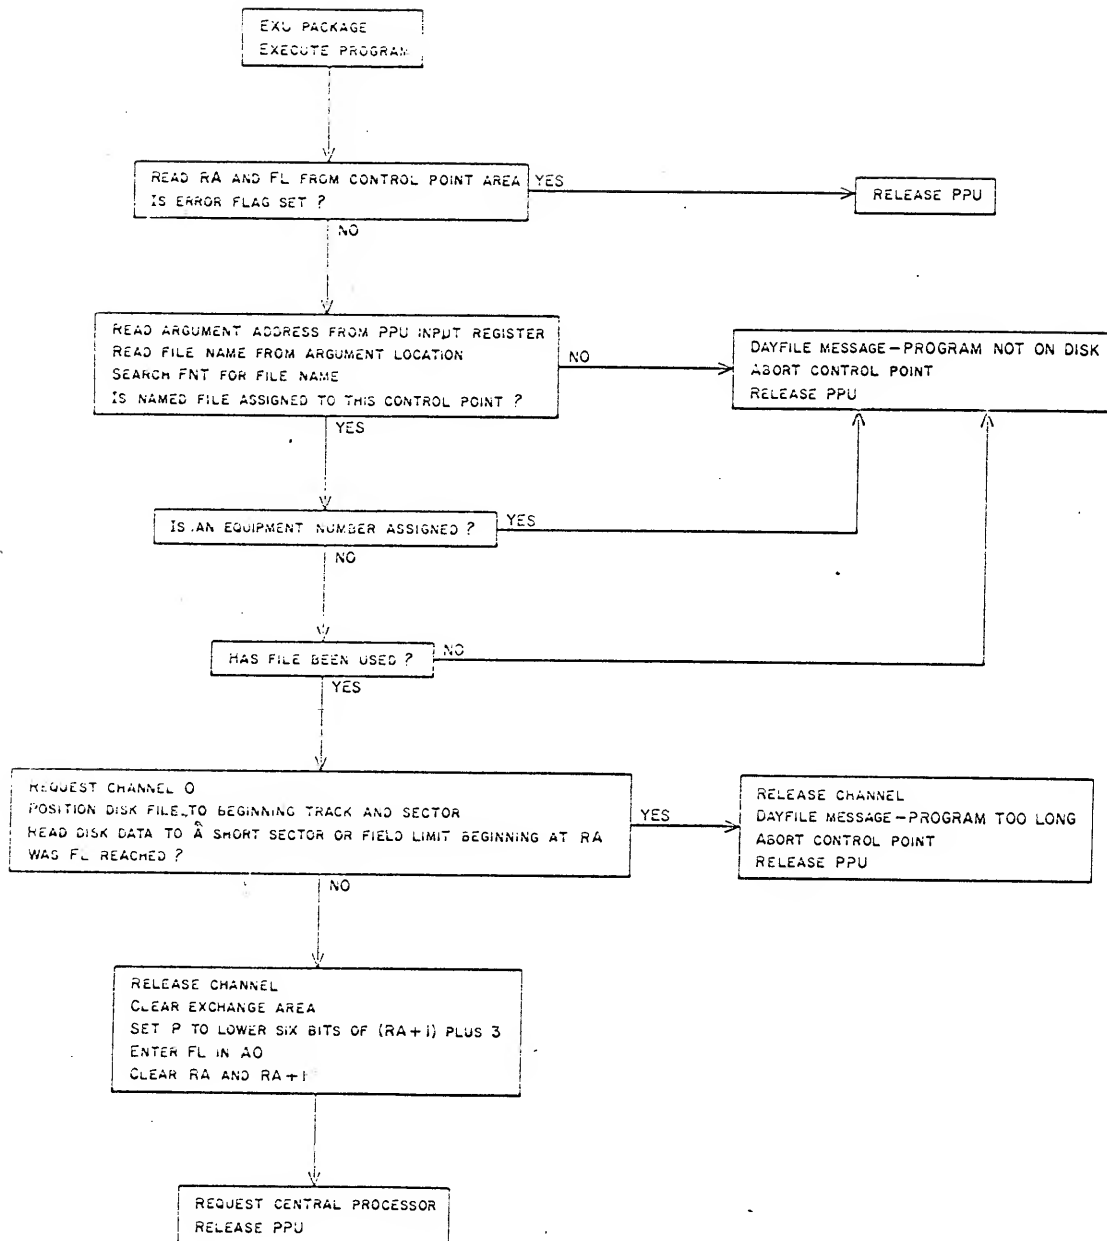 EXU PACKAGE
EXECUTE PROGRAM
READ RA AND FL FROM CONTROL POINT AREA
IS ERROR FLAG SET ?
YES
RELEASE PPU
NO
READ ARGUMENT ADDRESS FROM PPU INPUT REGISTER
READ FILE NAME FROM ARGUMENT LOCATION
SEARCH FNT FOR FILE NAME
IS NAMED FILE ASSIGNED TO THIS CONTROL POINT ?
NO
DAYFILE MESSAGE-PROGRAM NOT ON DISK
ABORT CONTROL POINT
RELEASE PPU
YES
IS AN EQUIPMENT NUMBER ASSIGNED ?
YES
NO
HAS FILE BEEN USED ?
NO
YES
REQUEST CHANNEL 0
POSITION DISK FILE TO BEGINNING TRACK AND SECTOR
READ DISK DATA TO A SHORT SECTOR OR FIELD LIMIT BEGINNING AT RA
WAS FL REACHED ?
YES
RELEASE CHANNEL
DAYFILE MESSAGE-PROGRAM TOO LONG
ABORT CONTROL POINT
RELEASE PPU
NO
RELEASE CHANNEL
CLEAR EXCHANGE AREA
SET P TO LOWER SIX BITS OF (RA+1) PLUS 3
ENTER FL IN A0
CLEAR RA AND RA+1
REQUEST CENTRAL PROCESSOR
RELEASE PPU